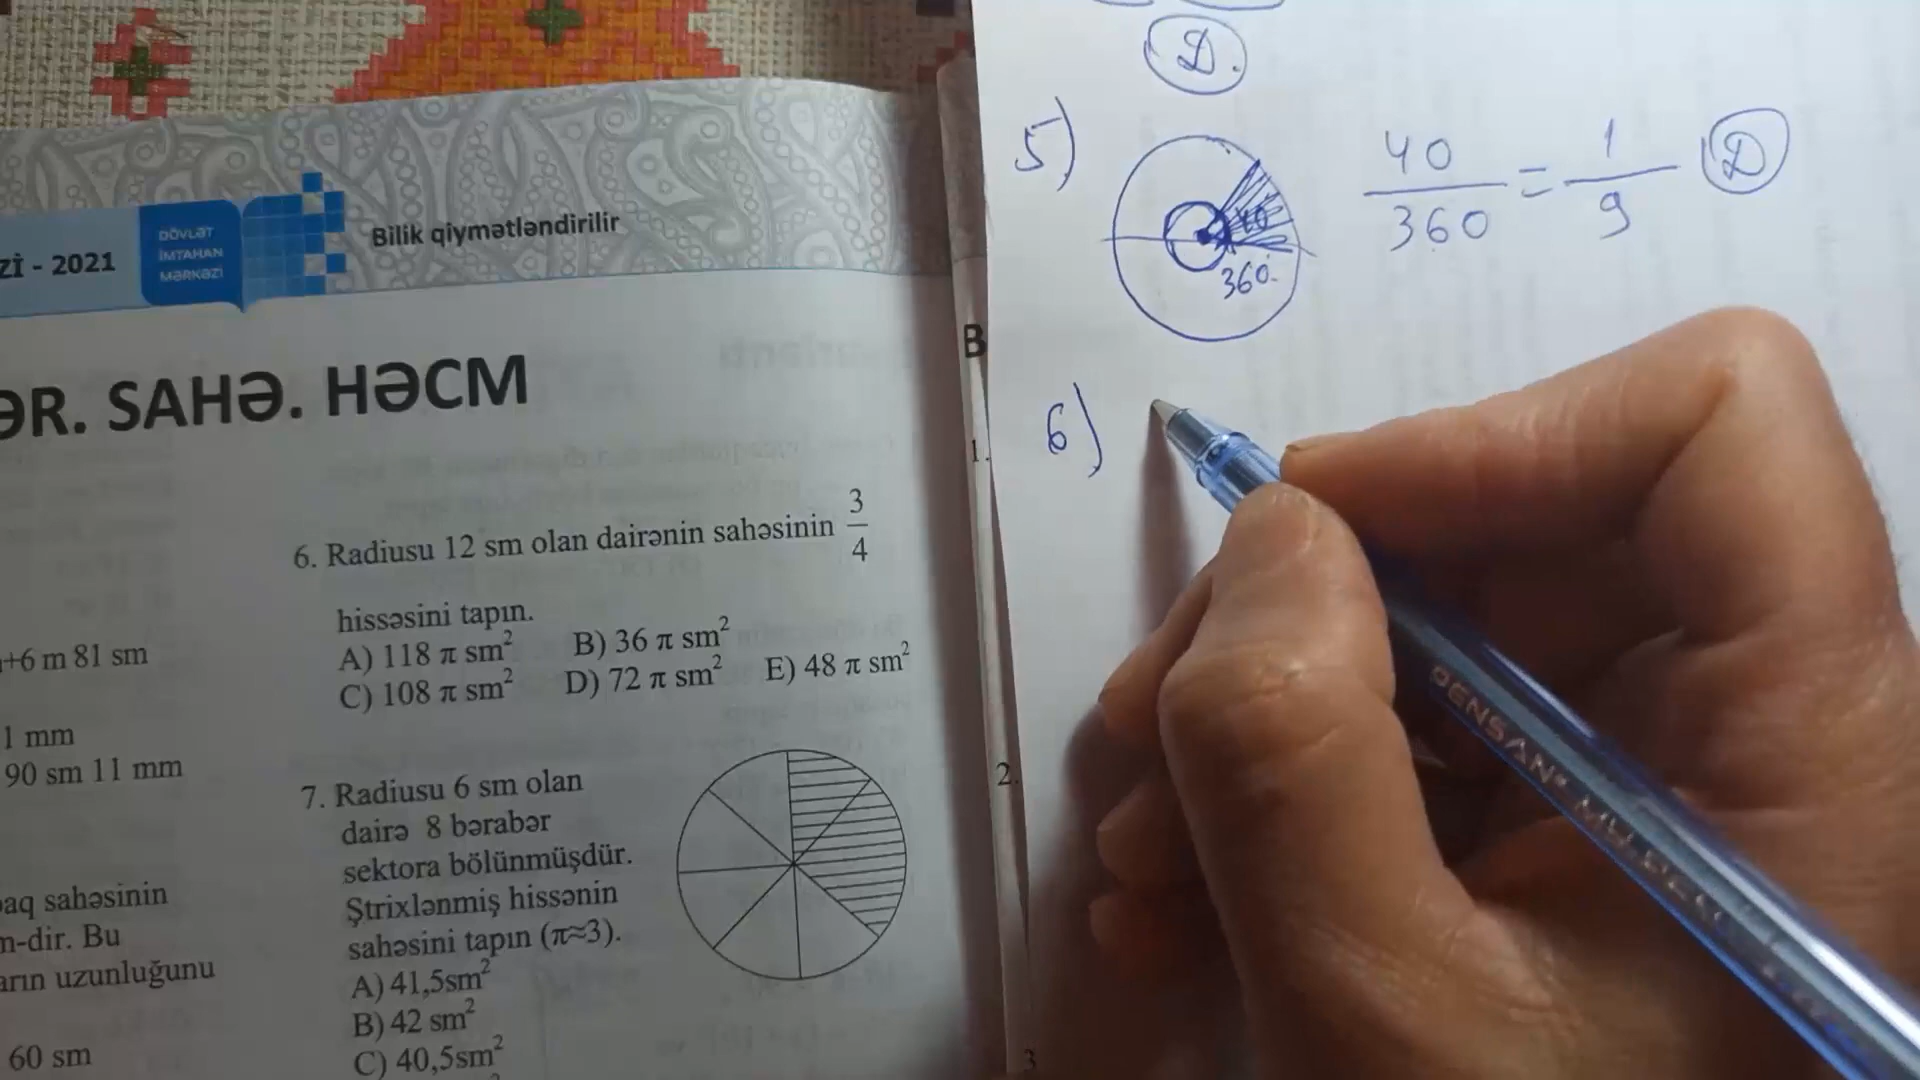 Zİ - 2021
DÖVLƏT
İMTAHAN
MƏRKƏZİ
Bilik qiymətləndirilir
ƏR. SAHƏ. HƏCM
+6 m 81 sm
1 mm
90 sm 11 mm
sahəsinin
m-dir. Bu
uzunluğunu
60 sm
6. Radiusu 12 sm olan dairənin sahəsinin 3/4
hissəsini tapın.
A) 118 π sm² B) 36 π sm²
C) 108 π sm² D) 72 π sm² E) 48 π sm²
7. Radiusu 6 sm olan
dairə 8 bərabər
sektora bölünmüşdür.
Ştrixlənmiş hissənin
sahəsini tapın (π≈3).
A) 41,5sm²
B) 42 sm²
C) 40,5sm²
B
1.
2.
3
D.
5) 40/360 = 1/9 D
40
360
6)
PENSAN